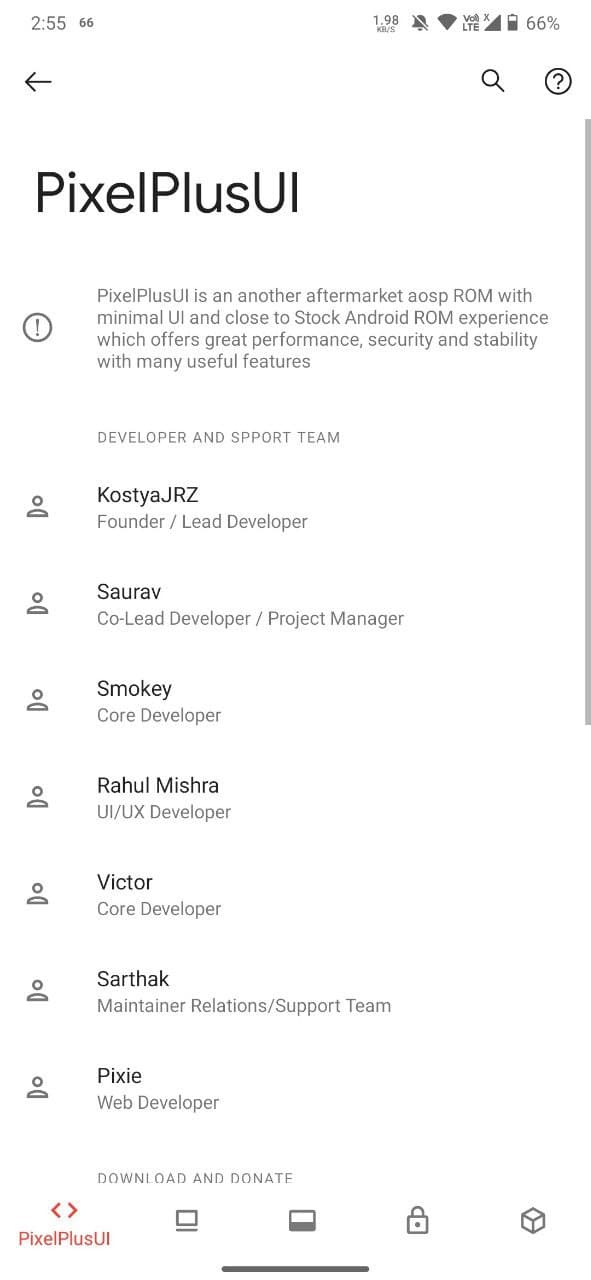 2:55 66 1.98 KB/S Vo) LTE X 66%
PixelPlusUI
PixelPlusUI is an another aftermarket aosp ROM with
minimal UI and close to Stock Android ROM experience
which offers great performance, security and stability
with many useful features
DEVELOPER AND SPPORT TEAM
KostyaJRZ
Founder / Lead Developer
Saurav
Co-Lead Developer / Project Manager
Smokey
Core Developer
Rahul Mishra
UI/UX Developer
Victor
Core Developer
Sarthak
Maintainer Relations/Support Team
Pixie
Web Developer
DOWNLOAD AND DONATE
PixelPlusUI